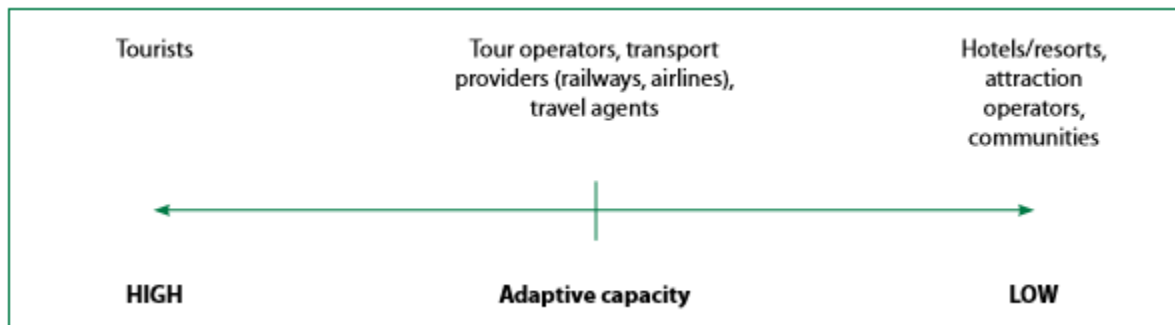 Tourists
Tour operators, transport
providers (railways, airlines),
travel agents
Hotels/resorts,
attraction
operators,
communities
HIGH
Adaptive capacity
LOW